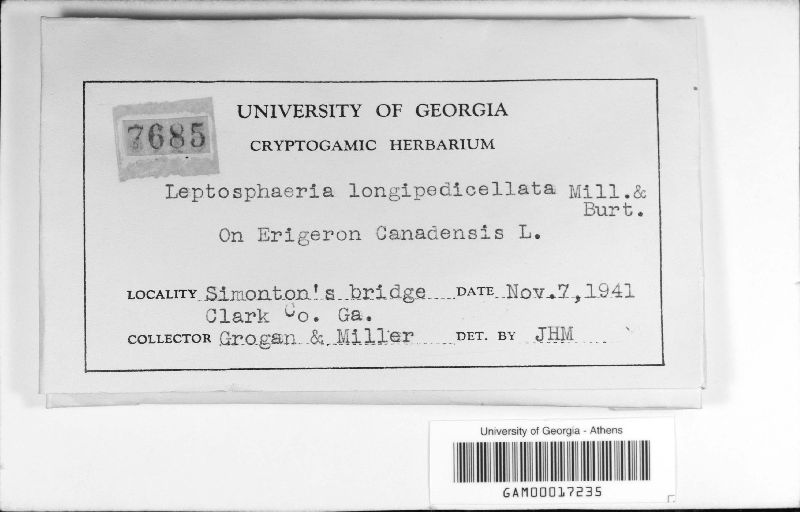 UNIVERSITY OF GEORGIA
7685
CRYPTOGAMIC HERBARIUM
Leptosphaeria longipedicellata Mill.&
Burt.
On Erigeron Canadensis L.
LOCALITY Simonton's bridge DATE Nov.7,1941
Clark Co. Ga.
COLLECTOR Grogan & Miller DET. BY JHM
University of Georgia - Athens
GAM00017235